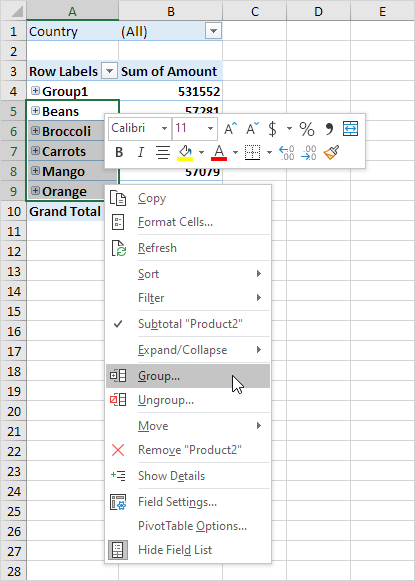 A B C D E
1 Country (All)
2
3 Row Labels Sum of Amount
4 Group1 531552
5 Beans 57281
6 Broccoli
7 Carrots
8 Mango 57079
9 Orange
10 Grand Total
11
12
13
14
15
16
17
18
19
20
21
22
23
24
25
26
27
28
Calibri 11 A A $ % ,
B I A
Copy
Format Cells...
Refresh
Sort
Filter
Subtotal "Product2"
Expand/Collapse
Group...
Ungroup...
Move
Remove "Product2"
Show Details
Field Settings...
PivotTable Options...
Hide Field List